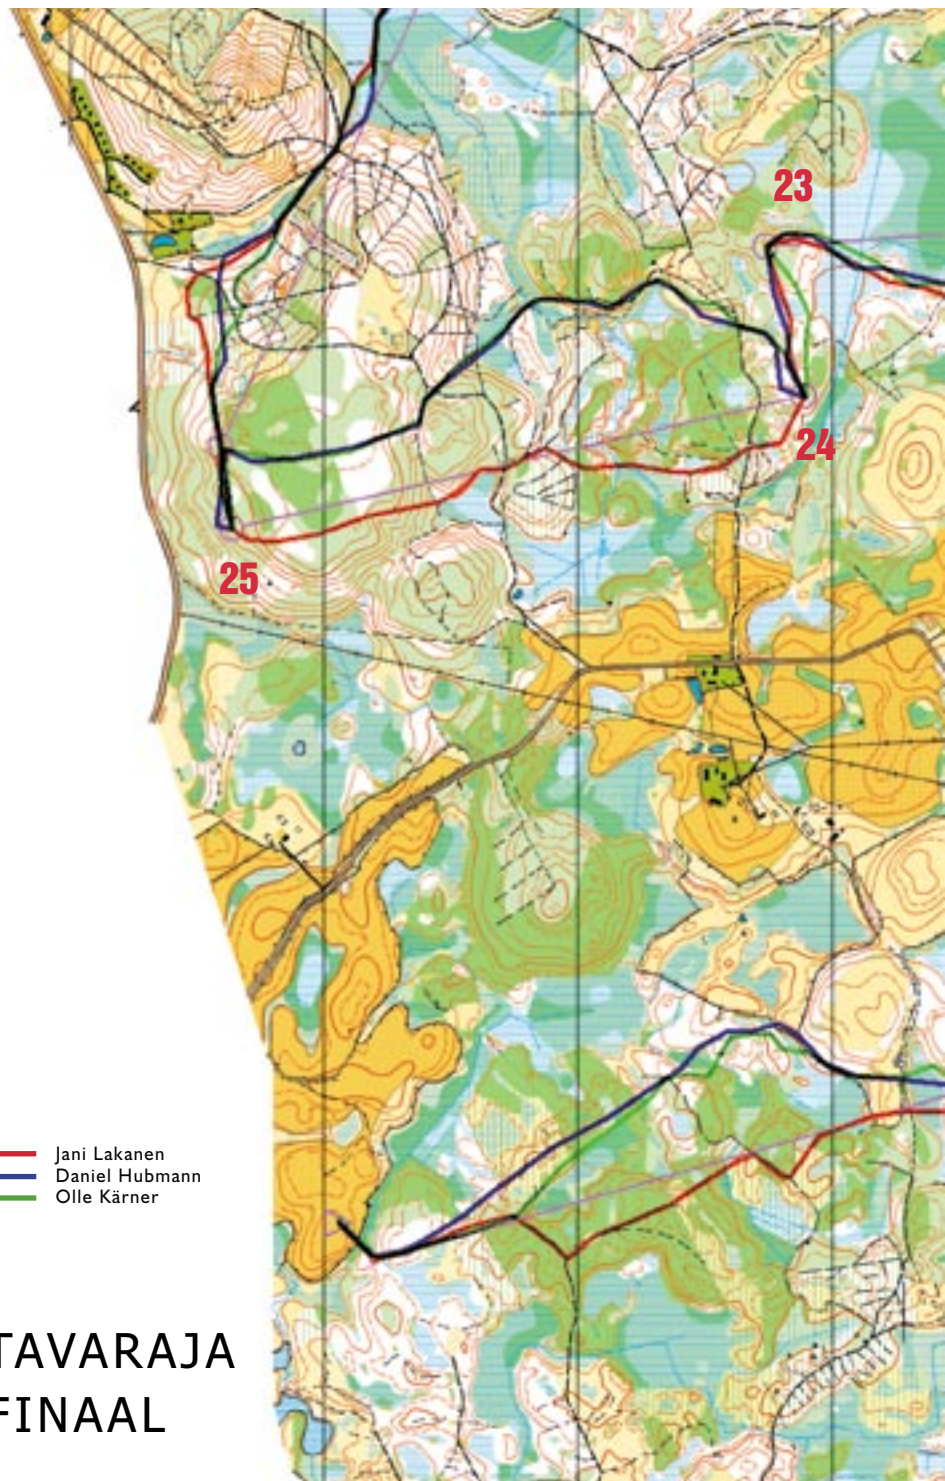 23
24
25
Jani Lakanen
Daniel Hubmann
Olle Kärner
TAVARAJA
FINAAL